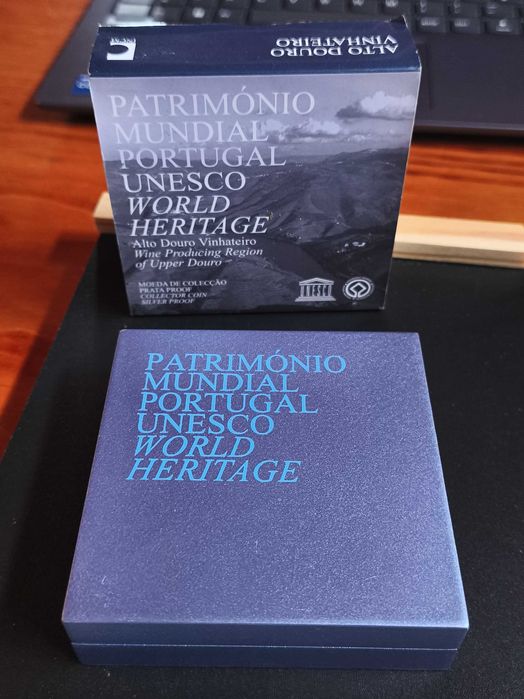 ALTO DOURO
VINHATEIRO
PATRIMÓNIO
MUNDIAL
PORTUGAL
UNESCO
WORLD
HERITAGE
Alto Douro Vinhateiro
Wine Producing Region
of Upper Douro
MOEDA DE COLECÇÃO
PRATA PROOF
COLLECTOR COIN
SILVER PROOF
PATRIMÓNIO
MUNDIAL
PORTUGAL
UNESCO
WORLD
HERITAGE